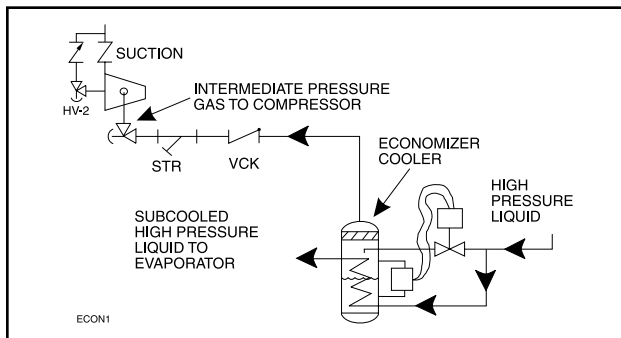 SUCTION
HV-2
INTERMEDIATE PRESSURE
GAS TO COMPRESSOR
STR
VCK
ECONOMIZER
COOLER
HIGH
PRESSURE
LIQUID
SUBCOOLED
HIGH PRESSURE
LIQUID TO
EVAPORATOR
ECON1